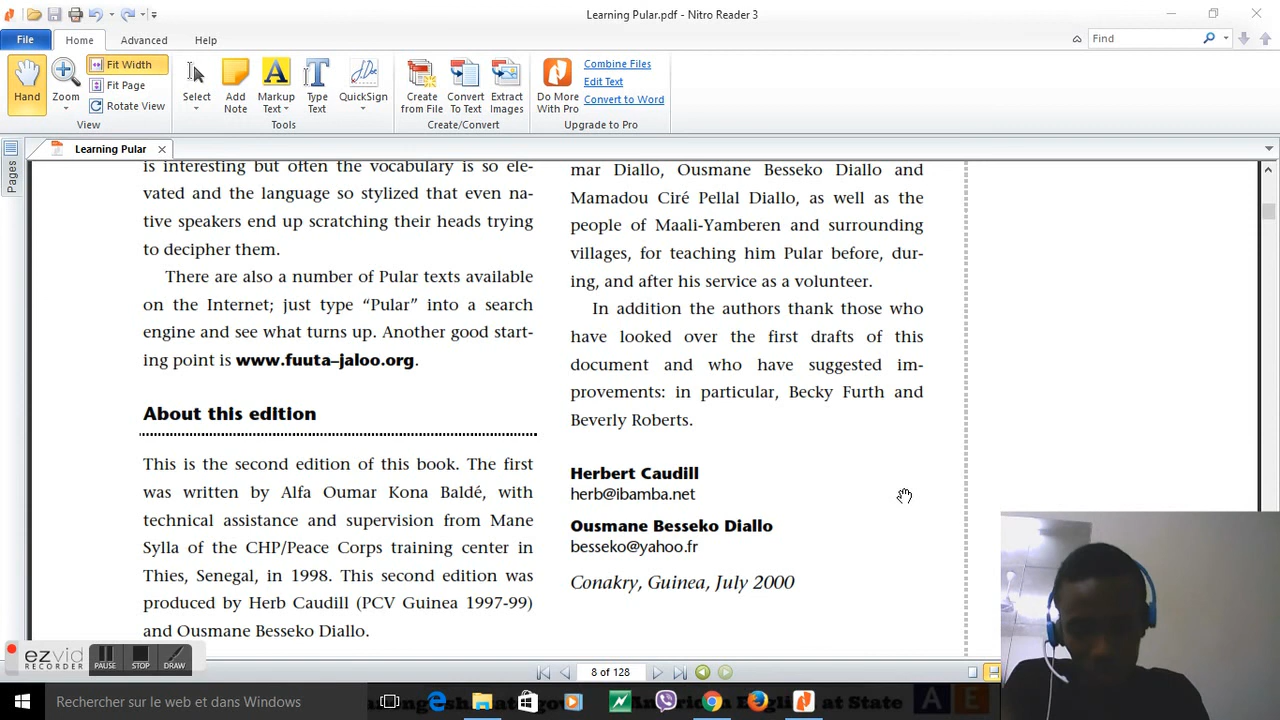 Learning Pular.pdf - Nitro Reader 3
File
Home
Advanced
Help
Find
Hand
Zoom
Fit Width
Fit Page
Rotate View
View
Select
Add
Note
Markup
Text
Type
Text
QuickSign
Tools
Create
from File
Convert
To Text
Extract
Images
Create/Convert
Do More
With Pro
Combine Files
Edit Text
Convert to Word
Upgrade to Pro
Learning Pular
Pages
is interesting but often the vocabulary is so ele-
vated and the language so stylized that even na-
tive speakers end up scratching their heads trying
to decipher them.
There are also a number of Pular texts available
on the Internet; just type “Pular” into a search
engine and see what turns up. Another good start-
ing point is www.fuuta–jaloo.org.
About this edition
This is the second edition of this book. The first
was written by Alfa Oumar Kona Baldé, with
technical assistance and supervision from Mane
Sylla of the CHP/Peace Corps training center in
Thies, Senegal, in 1998. This second edition was
produced by Herb Caudill (PCV Guinea 1997-99)
and Ousmane Besseko Diallo.
mar Diallo, Ousmane Besseko Diallo and
Mamadou Ciré Pellal Diallo, as well as the
people of Maali-Yamberen and surrounding
villages, for teaching him Pular before, dur-
ing, and after his service as a volunteer.
In addition the authors thank those who
have looked over the first drafts of this
document and who have suggested im-
provements: in particular, Becky Furth and
Beverly Roberts.
Herbert Caudill
herb@ibamba.net
Ousmane Besseko Diallo
besseko@yahoo.fr
Conakry, Guinea, July 2000
ezvid
RECORDER
PAUSE
STOP
DRAW
8 of 128
Rechercher sur le web et dans Windows
at State
A E